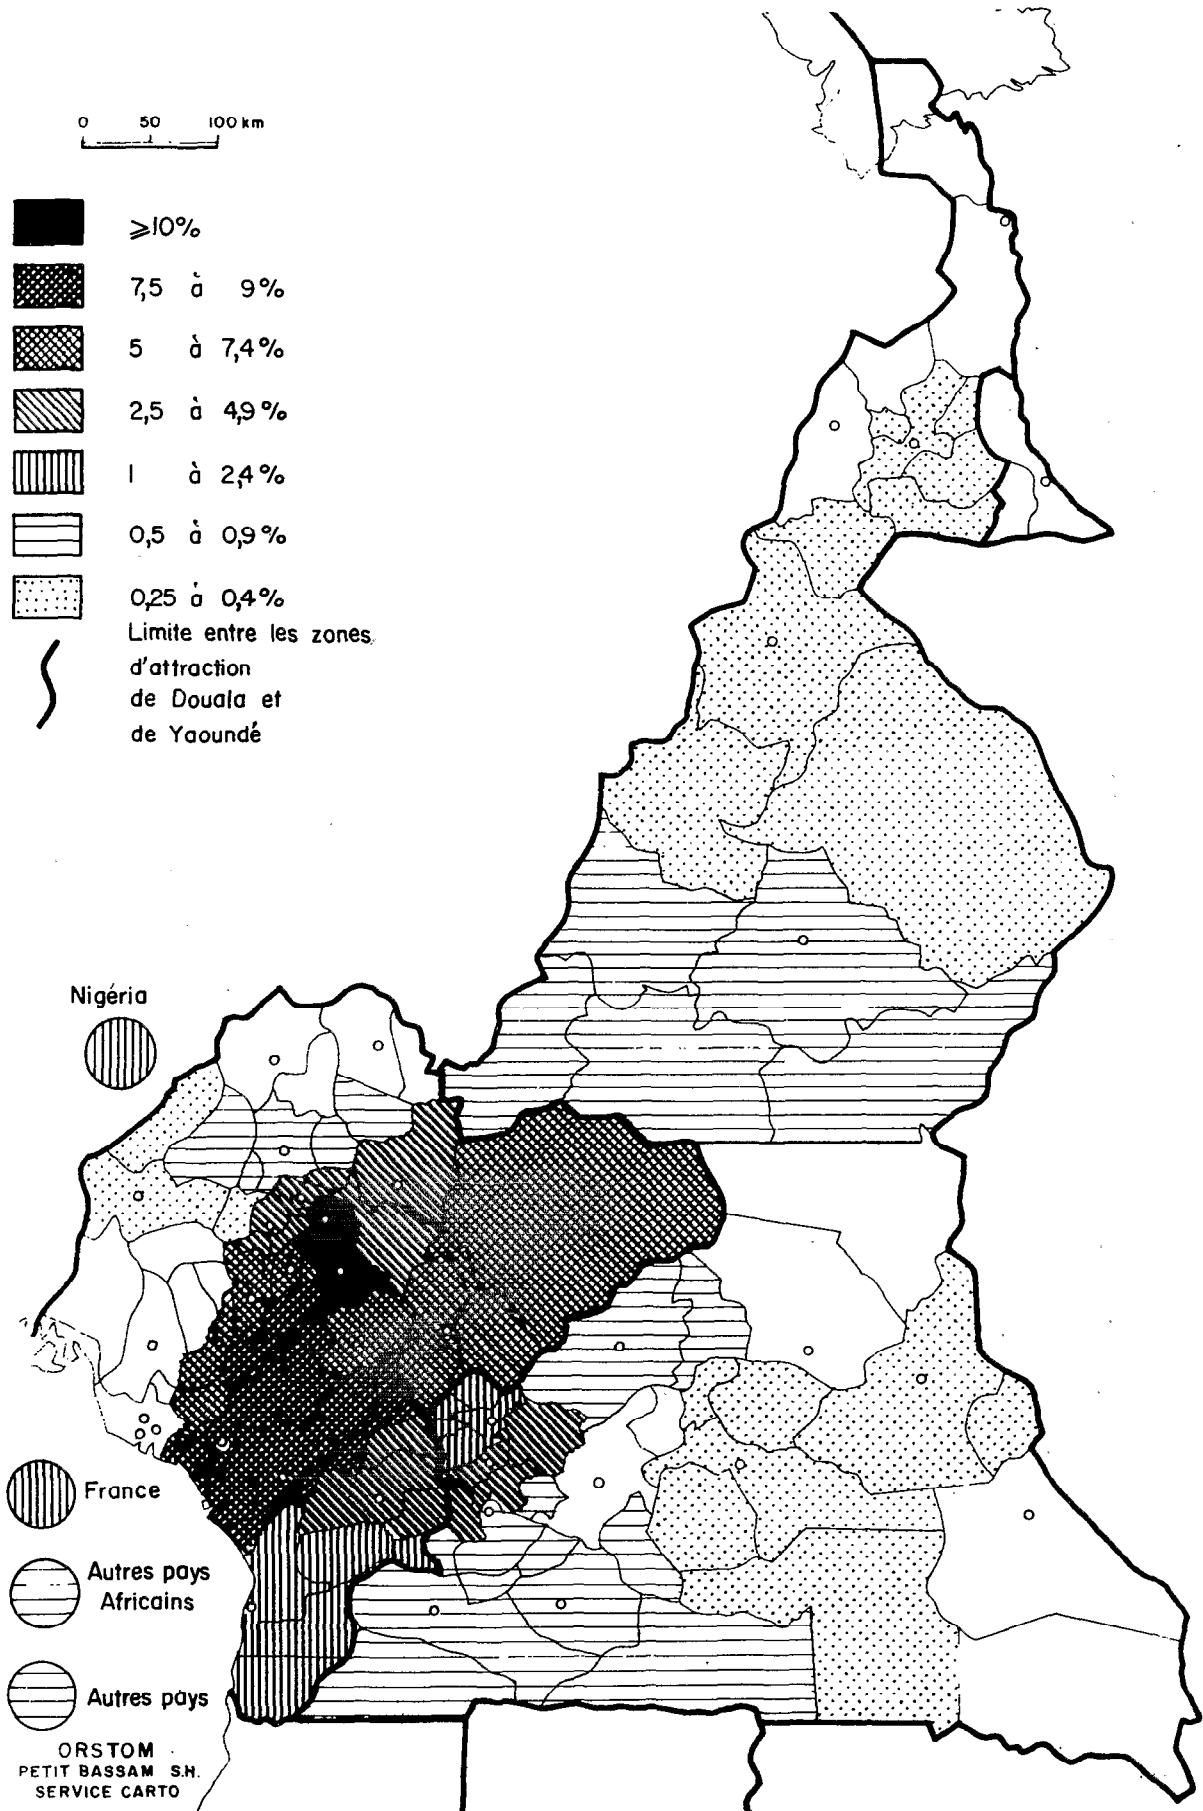 0 50 100 km
⩾10%
7,5 à 9%
5 à 7,4%
2,5 à 4,9%
1 à 2,4%
0,5 à 0,9%
0,25 à 0,4%
Limite entre les zones
d'attraction
de Douala et
de Yaoundé
Nigéria
France
Autres pays
Africains
Autres pays
ORSTOM
PETIT BASSAM S.H.
SERVICE CARTO